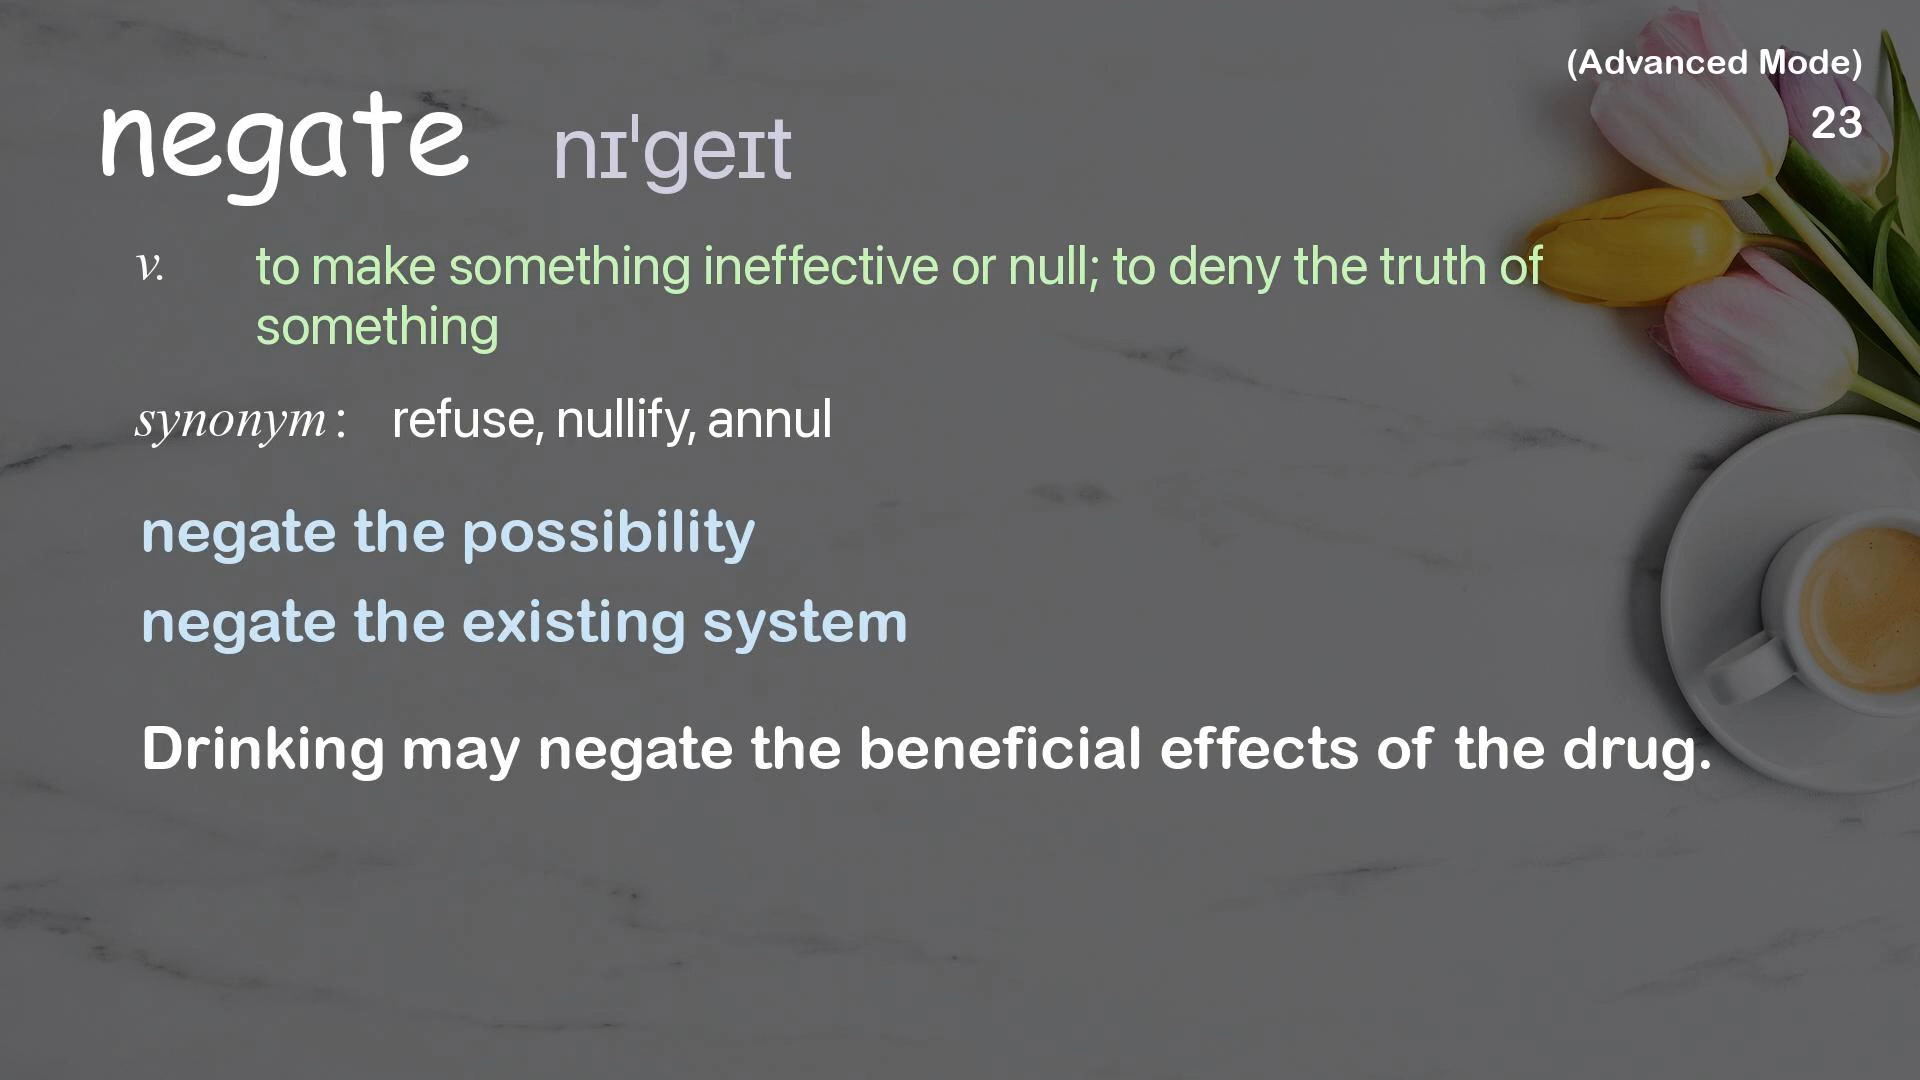 (Advanced Mode)
23
negate nɪˈgeɪt
v. to make something ineffective or null; to deny the truth of
something
synonym: refuse, nullify, annul
negate the possibility
negate the existing system
Drinking may negate the beneficial effects of the drug.